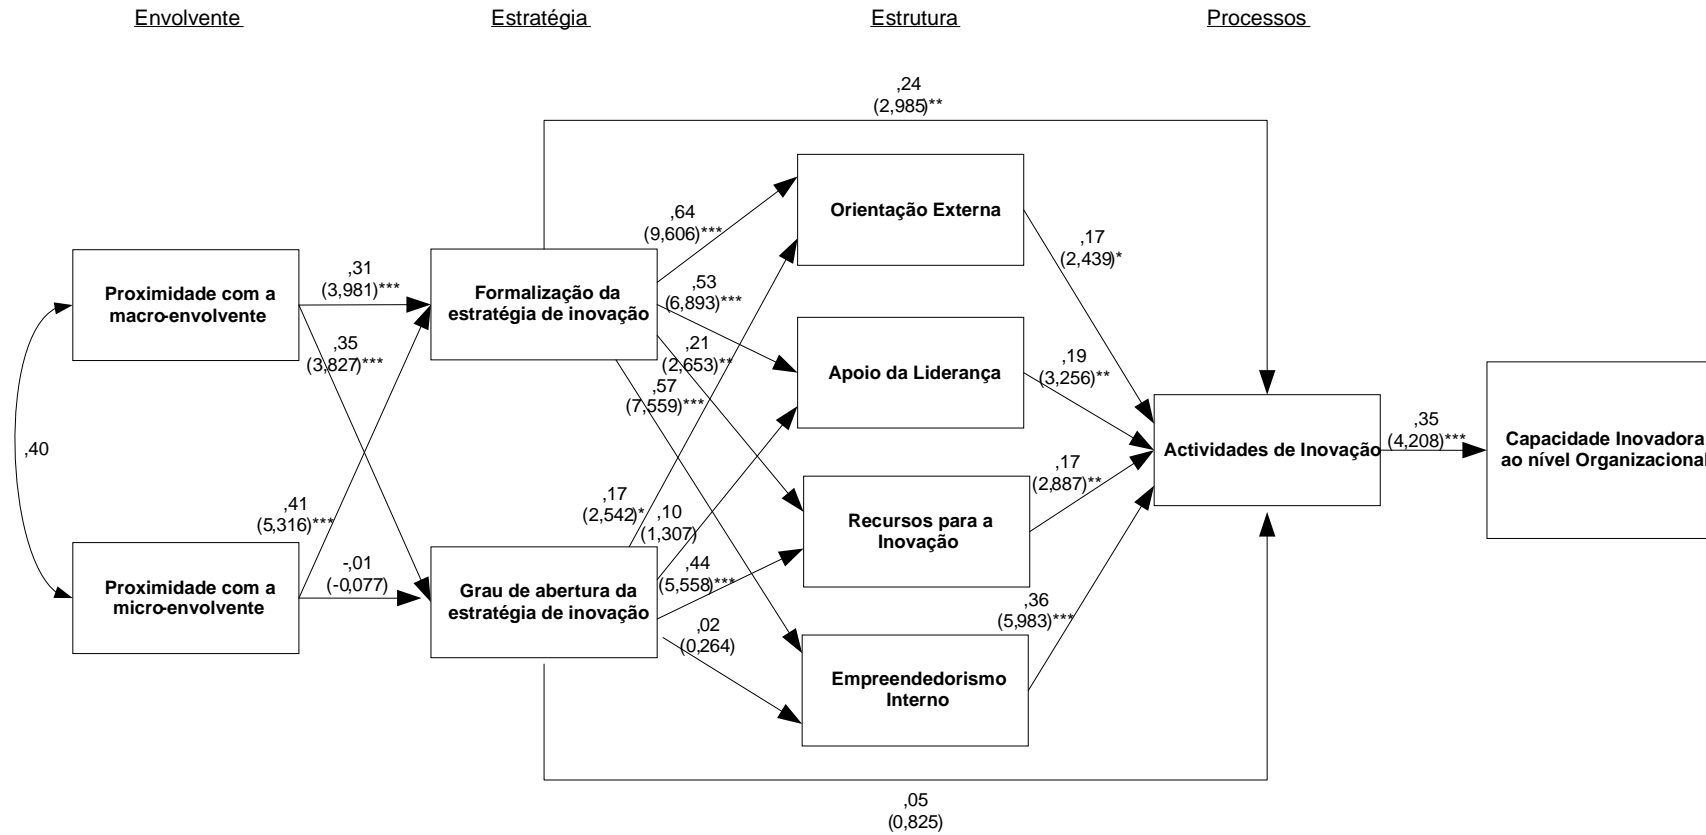 Envolvente
Estratégia
Estrutura
Processos
,24
(2,985)**
Orientação Externa
,64
(9,606)***
,17
(2,439)*
,31
(3,981)***
Proximidade com a
macro-envolvente
Formalização da
estratégia de inovação
,53
(6,893)***
,35
(3,827)***
,21
(2,653)**
Apoio da Liderança
,19
(3,256)**
,57
(7,559)***
,40
Actividades de Inovação
,35
(4,208)***
Capacidade Inovadora
ao nível Organizacional
,17
(2,887)**
,41
(5,316)***
,17
(2,542)*
,10
(1,307)
Recursos para a
Inovação
-,01
(-0,077)
Proximidade com a
micro-envolvente
Grau de abertura da
estratégia de inovação
,44
(5,558)***
,36
(5,983)***
,02
(0,264)
Empreendedorismo
Interno
,05
(0,825)